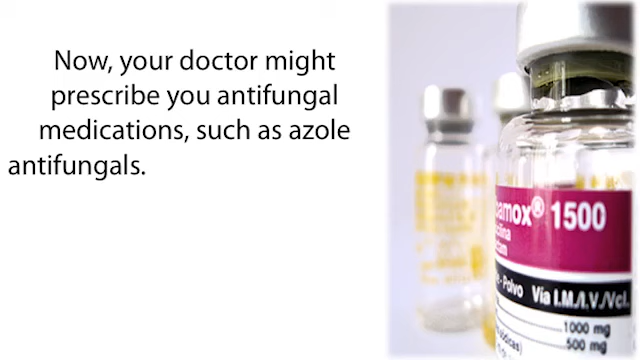 Now, your doctor might
prescribe you antifungal
medications, such as azole
antifungals.
amox® 1500
Polvo Via I.M./I.V./Vcl.
1000 mg
500 mg